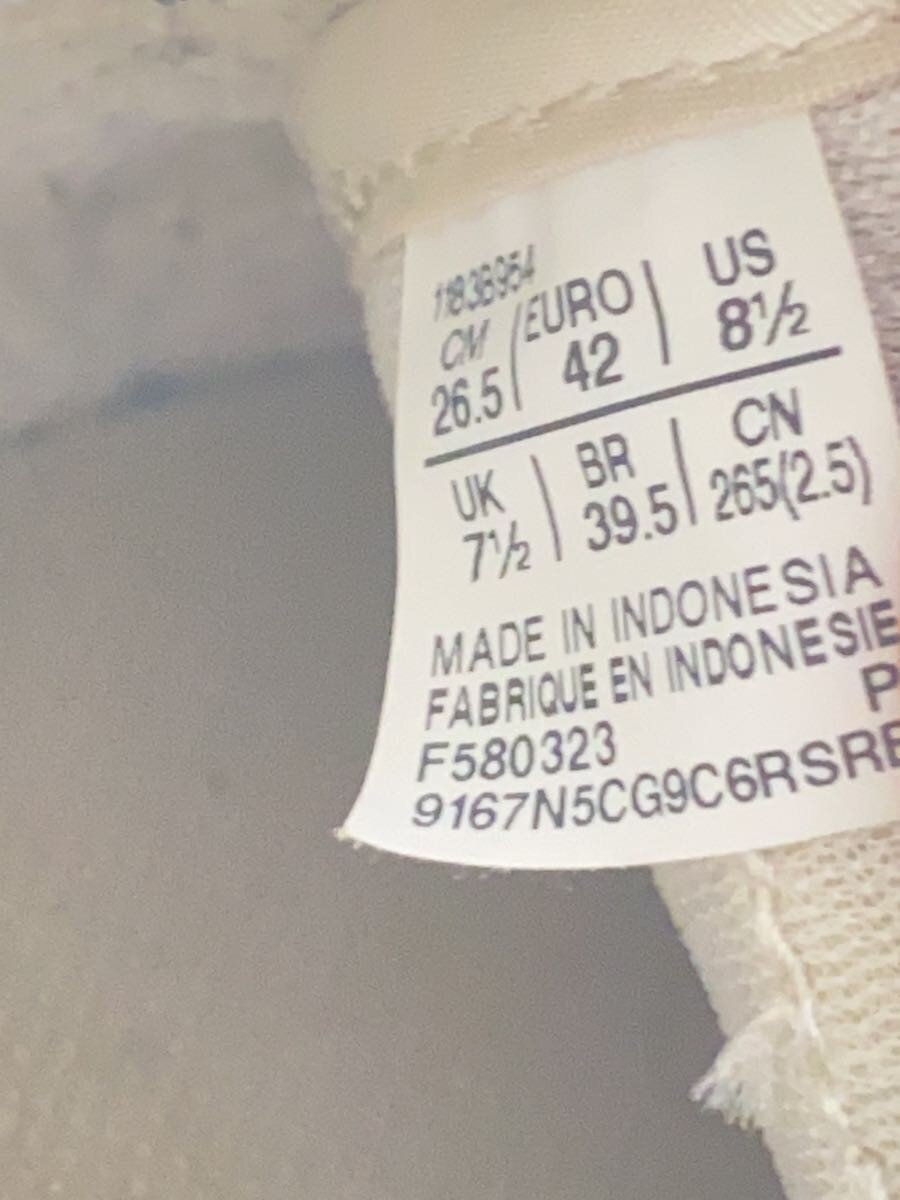 11838954
CM | EURO | US
26.5 | 42 | 8½
UK | BR | CN
7½ | 39.5 | 265(2.5)
MADE IN INDONESIA
FABRIQUE EN INDONESIE
P
F580323
9167N5CG9C6RSRE